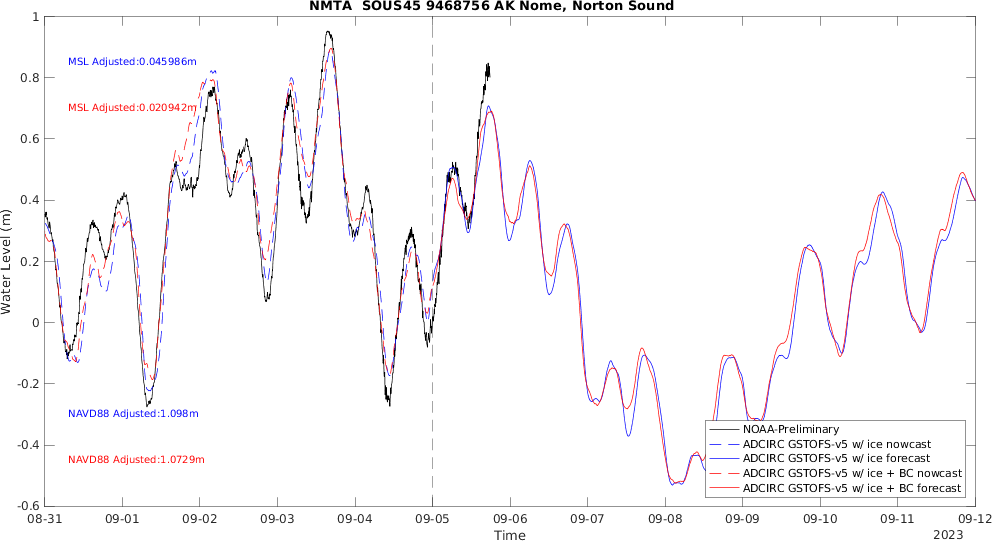 NMTA  SOUS45 9468756 AK Nome, Norton Sound
Water Level (m)
1
0.8
0.6
0.4
0.2
0
-0.2
-0.4
-0.6
MSL Adjusted:0.045986m
MSL Adjusted:0.020942m
NAVD88 Adjusted:1.098m
NAVD88 Adjusted:1.0729m
NOAA-Preliminary
ADCIRC GSTOFS-v5 w/ ice nowcast
ADCIRC GSTOFS-v5 w/ ice forecast
ADCIRC GSTOFS-v5 w/ ice + BC nowcast
ADCIRC GSTOFS-v5 w/ ice + BC forecast
08-31 09-01 09-02 09-03 09-04 09-05 09-06 09-07 09-08 09-09 09-10 09-11 09-12
Time
2023